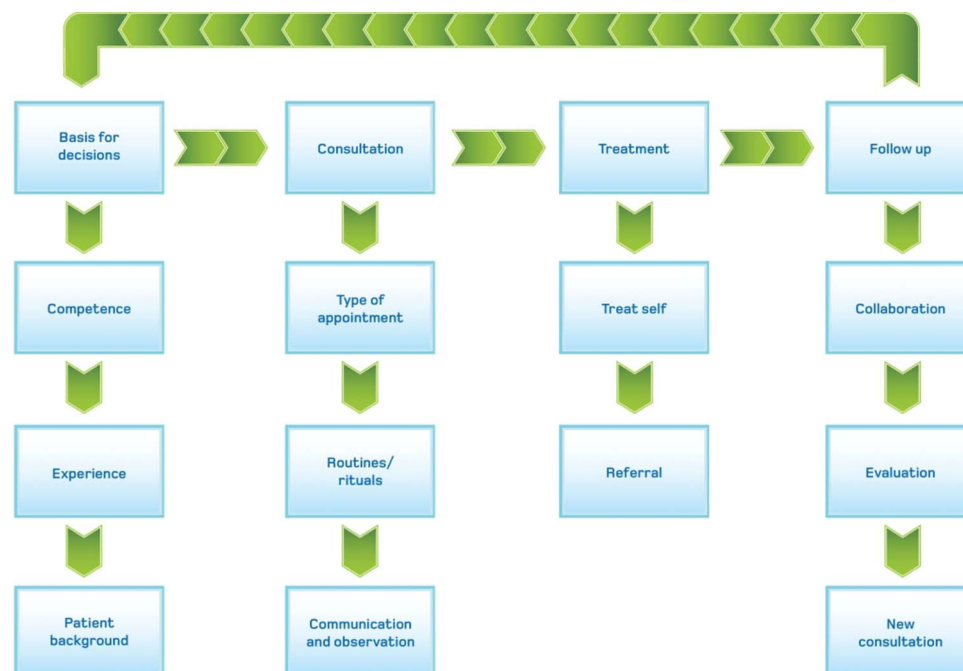 Basis for
decisions
Consultation
Treatment
Follow up
Competence
Type of
appointment
Treat self
Collaboration
Experience
Routines/
rituals
Referral
Evaluation
Patient
background
Communication
and observation
New
consultation